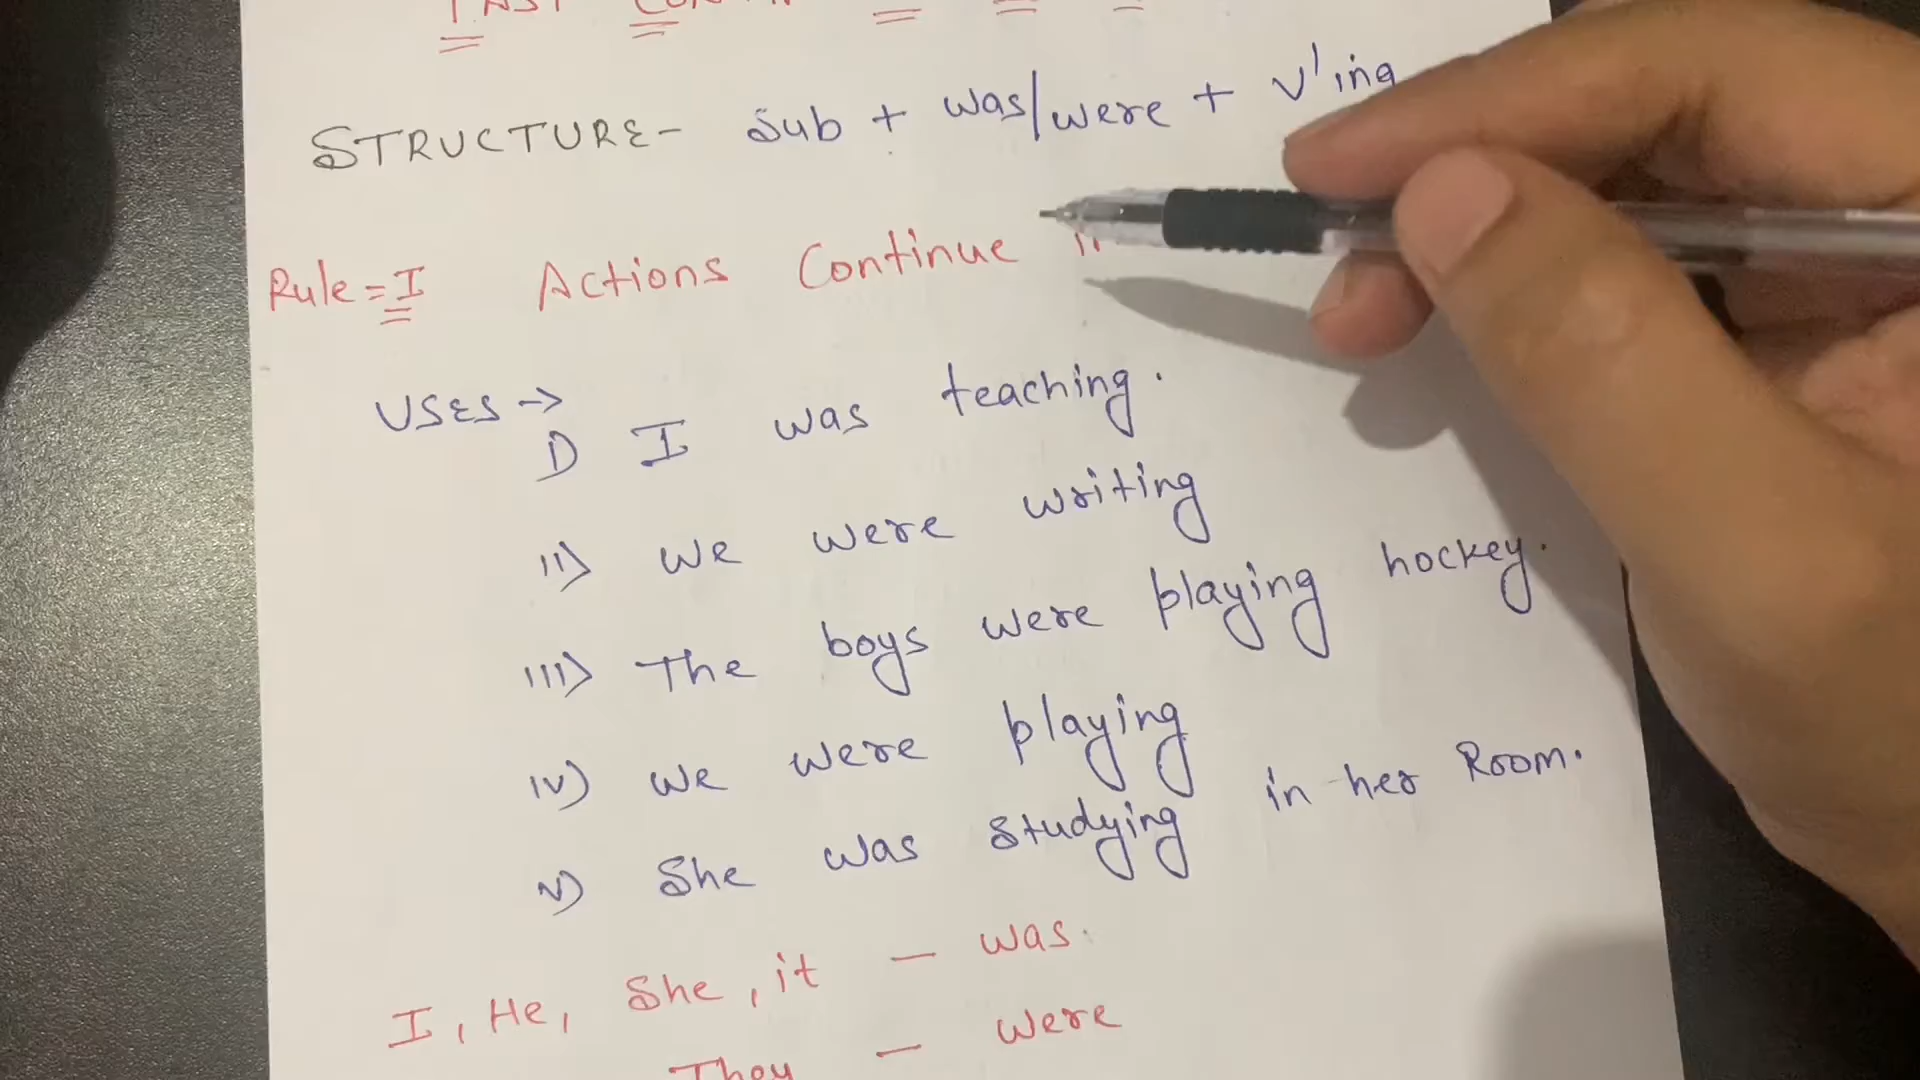 STRUCTURE- Sub + was/were + V'ing
Rule=I Actions Continue
USES→
I) I was teaching.
II) We were writing
III) The boys were playing hockey.
IV) We were playing
V) She was studying in her Room.
I, He, She, it — was.
They — were